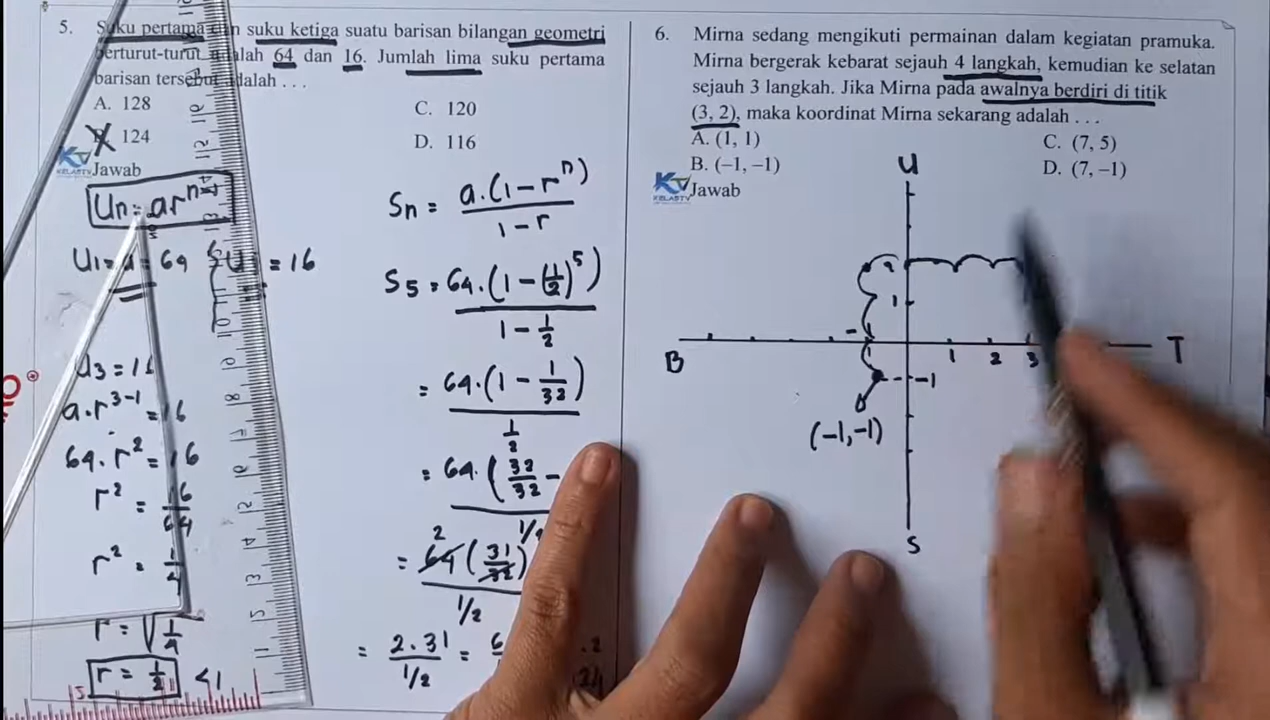 5. Suku pertama dan suku ketiga suatu barisan bilangan geometri
berturut-turut adalah 64 dan 16. Jumlah lima suku pertama
barisan tersebut adalah . . .
A. 128
C. 120
124
D. 116
KELASTV
Jawab
U1 = a = 64
= 16
U3 = 16
a.r^3-1 = 16
64.r^2 = 16
r^2 = 16/64
r^2 = 1/4
r = √1/4
r = 1/2 <1
Sn = a.(1-r^n)/1-r
S5 = 64.(1-(1/2)^5)/1-1/2
= 64.(1-1/32)/1/2
= 64.(32/32 -
1/2
= 2 64(31/32)/1/2
= 2.31/1/2 =
6. Mirna sedang mengikuti permainan dalam kegiatan pramuka.
Mirna bergerak kebarat sejauh 4 langkah, kemudian ke selatan
sejauh 3 langkah. Jika Mirna pada awalnya berdiri di titik
(3, 2), maka koordinat Mirna sekarang adalah . . .
A. (1, 1)
C. (7, 5)
B. (−1, −1)
D. (7, −1)
KELASTV
Jawab
U
2
1
B
T
1 2 3
-1
(-1,-1)
S